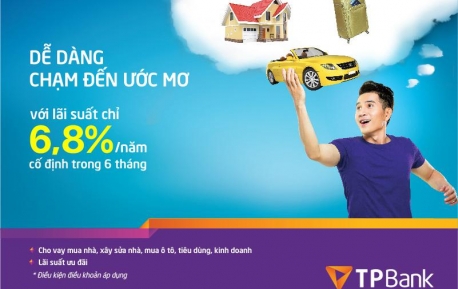 DỄ DÀNG
CHẠM ĐẾN ƯỚC MƠ
với lãi suất chỉ
6,8%/năm
cố định trong 6 tháng
Cho vay mua nhà, xây sửa nhà, mua ô tô, tiêu dùng, kinh doanh
Lãi suất ưu đãi
* Điều kiện điều khoản áp dụng
TPBank